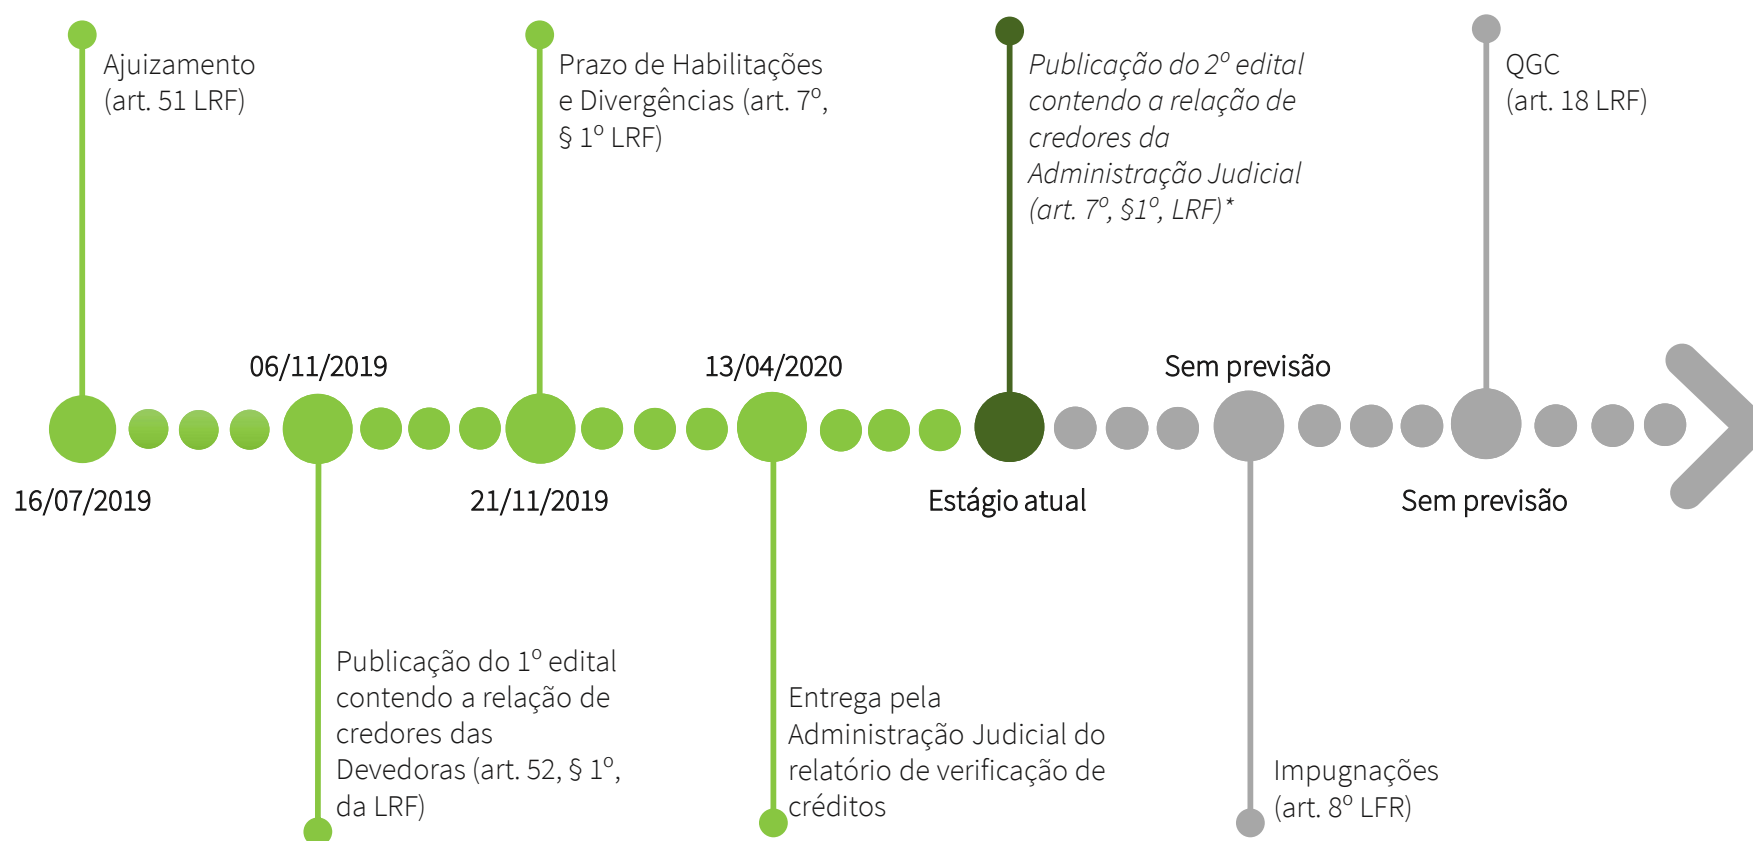 Ajuizamento
(art. 51 LRF)
Prazo de Habilitações
e Divergências (art. 7º,
§ 1º LRF)
Publicação do 2º edital
contendo a relação de
credores da
Administração Judicial
(art. 7º, §1º, LRF)*
QGC
(art. 18 LRF)
06/11/2019
13/04/2020
Sem previsão
16/07/2019
21/11/2019
Estágio atual
Sem previsão
Publicação do 1º edital
contendo a relação de
credores das
Devedoras (art. 52, § 1º,
da LRF)
Entrega pela
Administração Judicial do
relatório de verificação de
créditos
Impugnações
(art. 8º LFR)